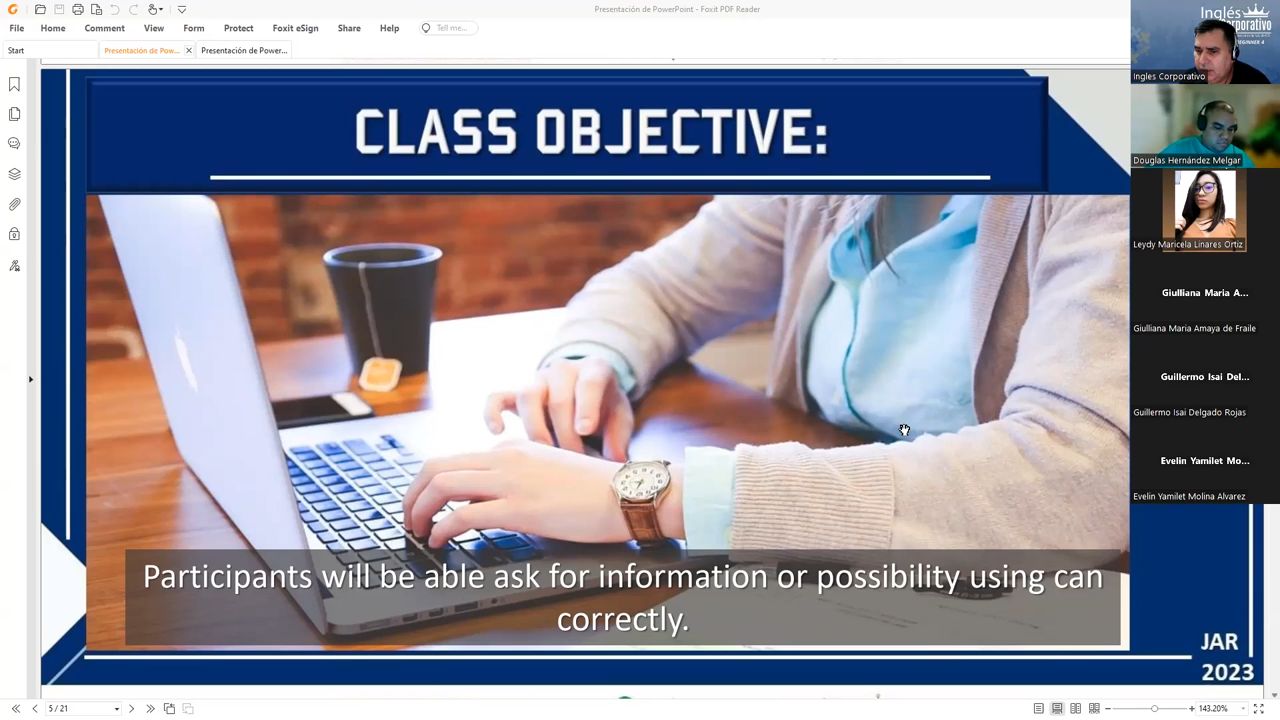 Presentación de PowerPoint - Foxit PDF Reader
File Home Comment View Form Protect Foxit eSign Share Help Tell me...
Start Presentación de Pow... Presentación de Power...
CLASS OBJECTIVE:
Participants will be able ask for information or possibility using can
correctly.
JAR
2023
5 / 21
143.20%
Inglés
Corporativo
BEGINNER 4
Ingles Corporativo
Douglas Hernández Melgar
Leydy Maricela Linares Ortiz
Giulliana Maria A...
Giulliana Maria Amaya de Fraile
Guillermo Isai Del...
Guillermo Isai Delgado Rojas
Evelin Yamilet Mo...
Evelin Yamilet Molina Alvarez